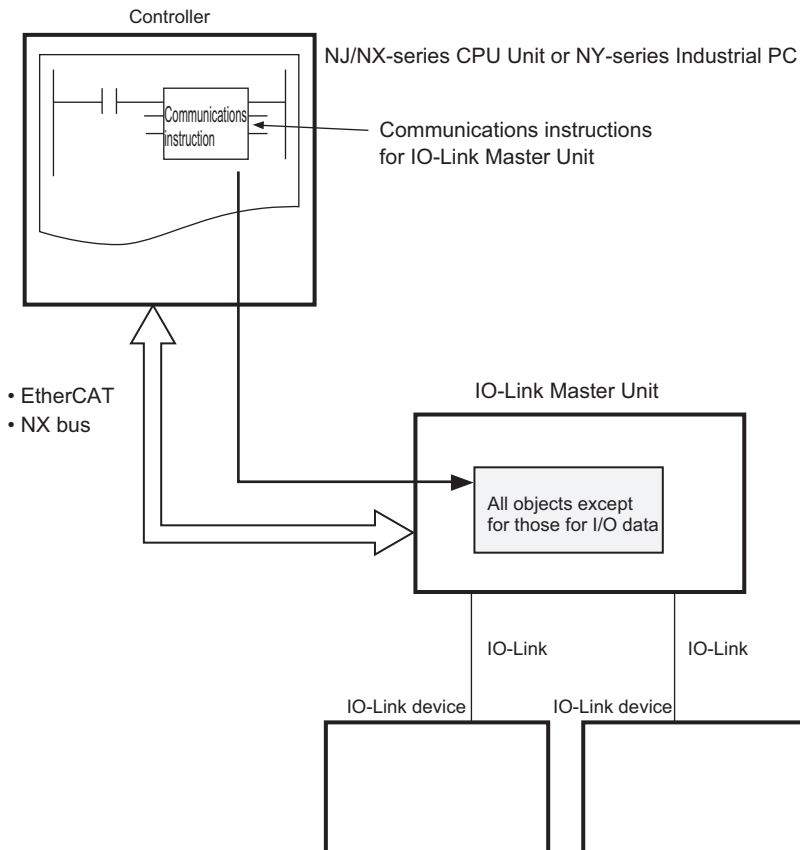 Controller
NJ/NX-series CPU Unit or NY-series Industrial PC
Communications
instruction
Communications instructions
for IO-Link Master Unit
• EtherCAT
• NX bus
IO-Link Master Unit
All objects except
for those for I/O data
IO-Link
IO-Link
IO-Link device
IO-Link device